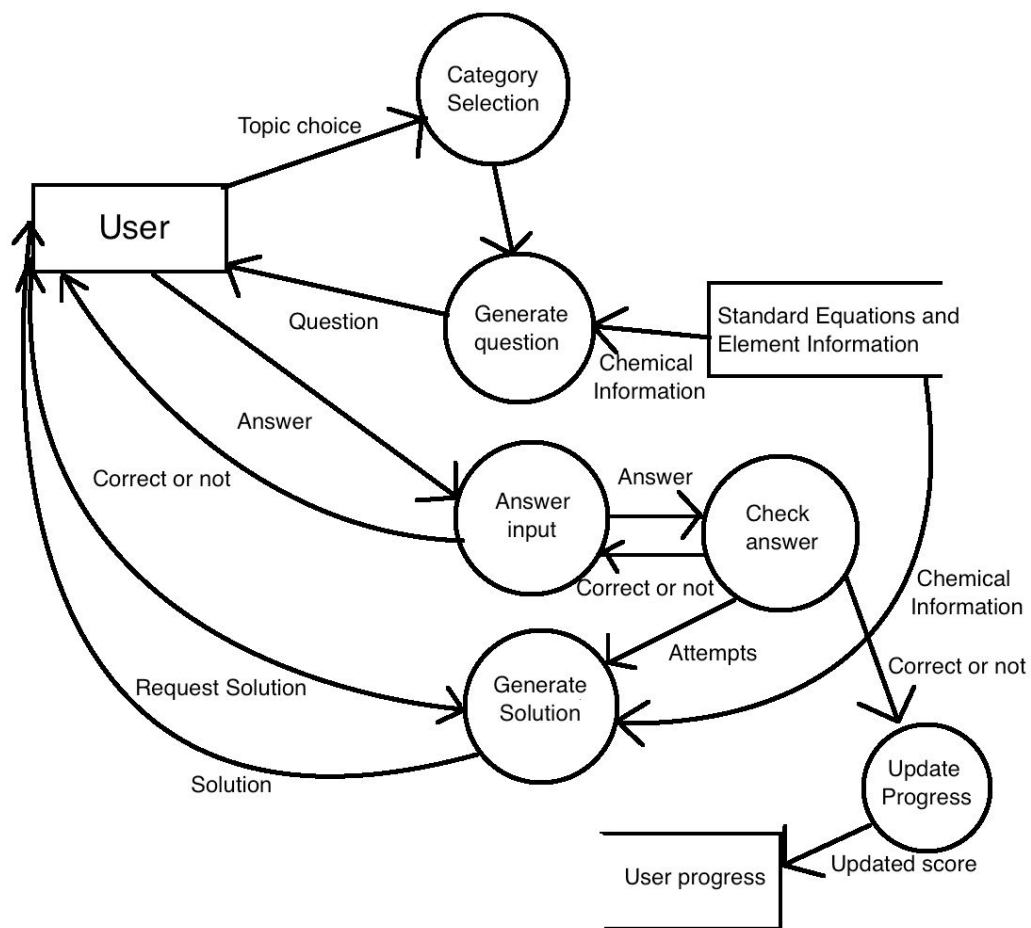 Category
Selection
Topic choice
User
Question
Generate
question
Standard Equations and
Element Information
Chemical
Information
Answer
Correct or not
Answer
input
Answer
Check
answer
Correct or not
Chemical
Information
Attempts
Correct or not
Request Solution
Generate
Solution
Solution
Update
Progress
Updated score
User progress